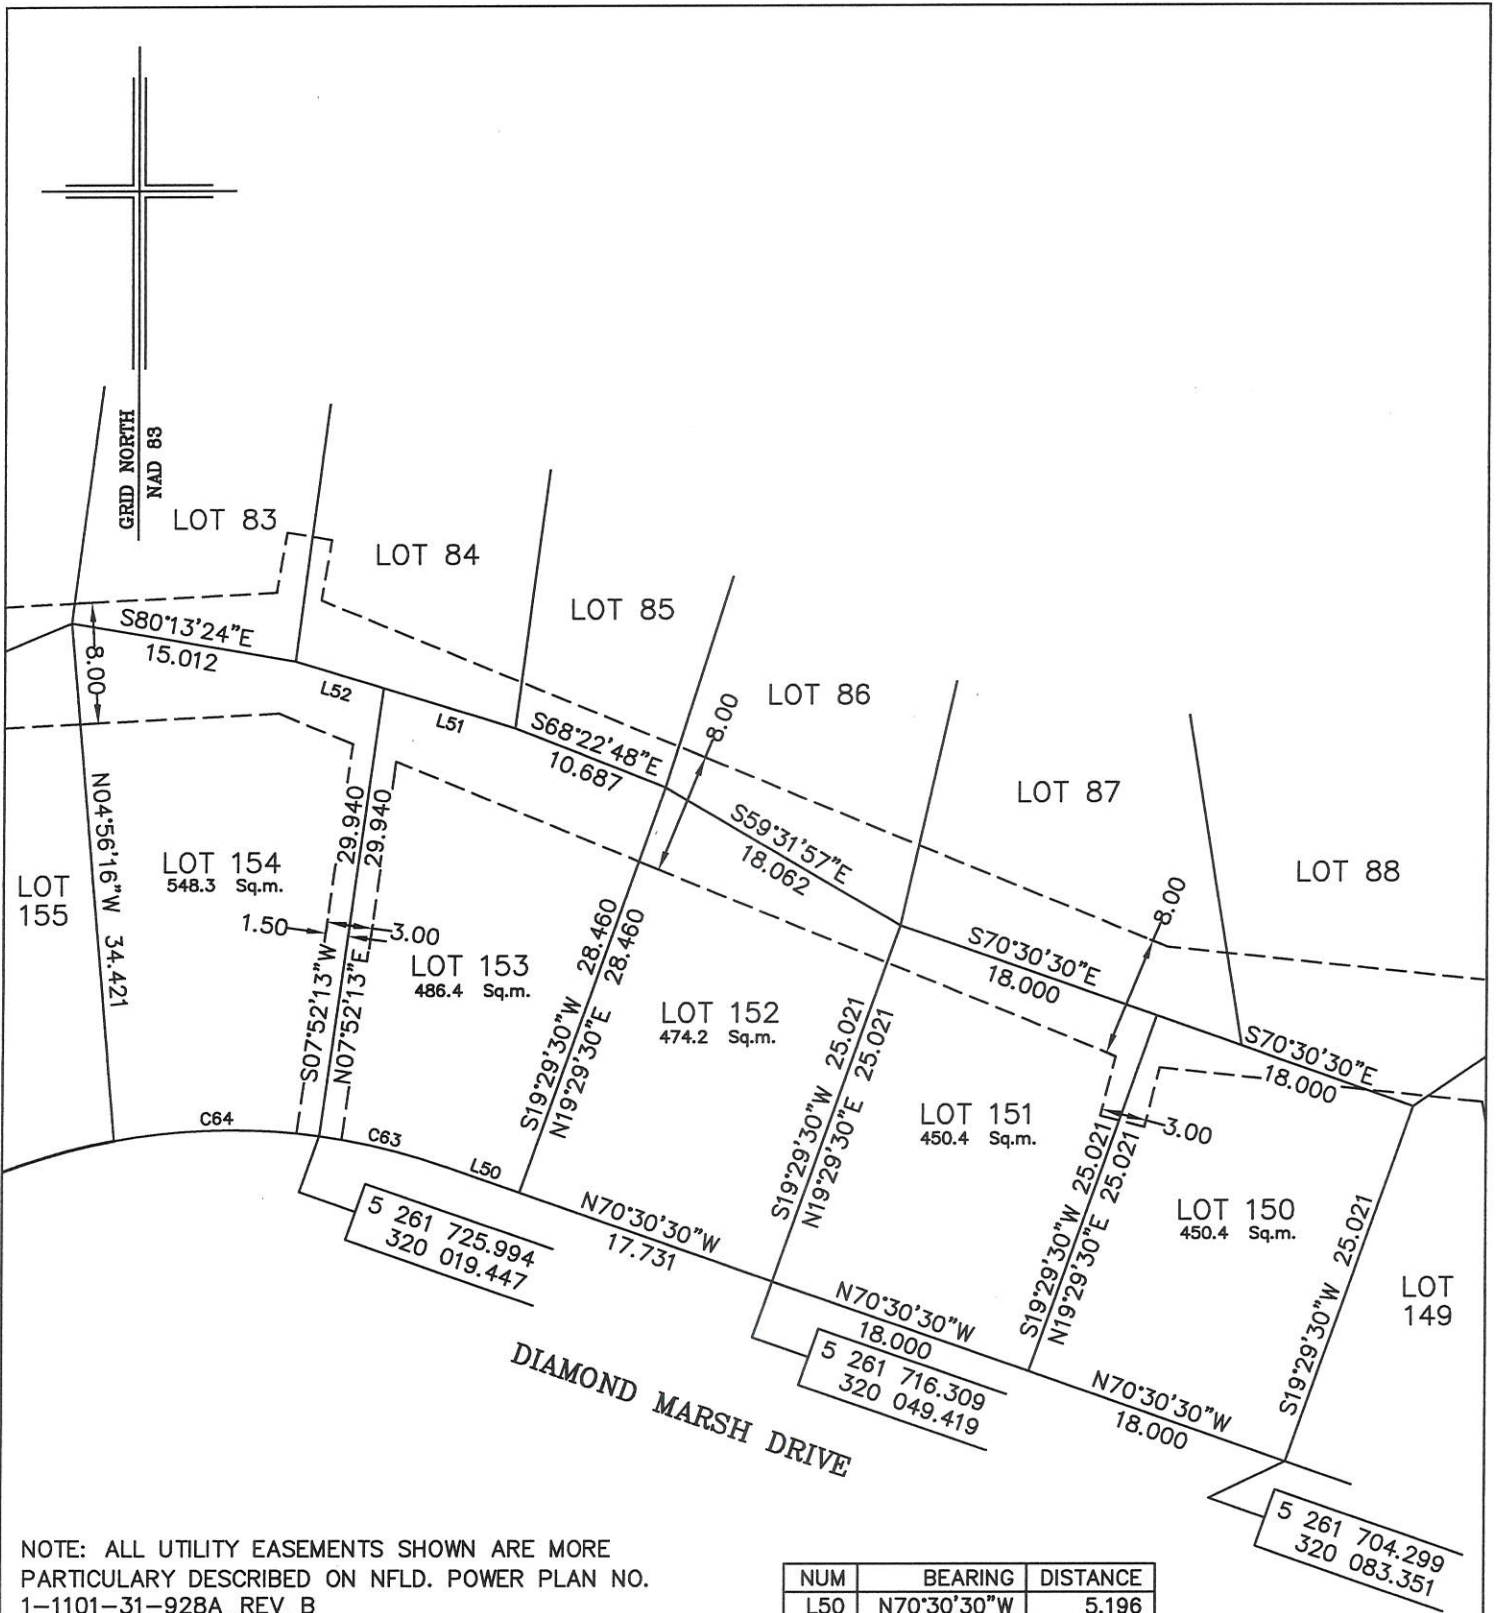 GRID NORTH
NAD 83
LOT 83
LOT 84
LOT 85
LOT 86
LOT 87
LOT 88
S80°13'24"E
15.012
8.00
L52
L51
S68°22'48"E
10.687
8.00
S59°31'57"E
18.062
8.00
S70°30'30"E
18.000
S70°30'30"E
18.000
LOT
155
N04°56'16"W 34.421
LOT 154
548.3 Sq.m.
1.50
3.00
S07°52'13"W 29.940
N07°52'13"E 29.940
LOT 153
486.4 Sq.m.
S19°29'30"W 28.460
N19°29'30"E 28.460
LOT 152
474.2 Sq.m.
S19°29'30"W 25.021
N19°29'30"E 25.021
LOT 151
450.4 Sq.m.
3.00
S19°29'30"W 25.021
N19°29'30"E 25.021
LOT 150
450.4 Sq.m.
S19°29'30"W 25.021
LOT
149
C64
C63
L50
N70°30'30"W
17.731
N70°30'30"W
18.000
N70°30'30"W
18.000
5 261 725.994
320 019.447
5 261 716.309
320 049.419
5 261 704.299
320 083.351
DIAMOND MARSH DRIVE
NOTE: ALL UTILITY EASEMENTS SHOWN ARE MORE
PARTICULARY DESCRIBED ON NFLD. POWER PLAN NO.
1-1101-31-928A REV B
NUM BEARING DISTANCE
L50 N70°30'30"W 5.196